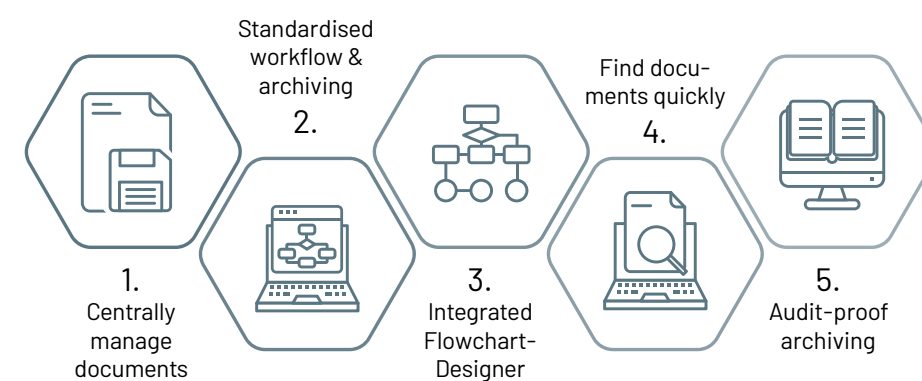 1.
Centrally
manage
documents
Standardised
workflow &
archiving
2.
3.
Integrated
Flowchart-
Designer
Find docu-
ments quickly
4.
5.
Audit-proof
archiving